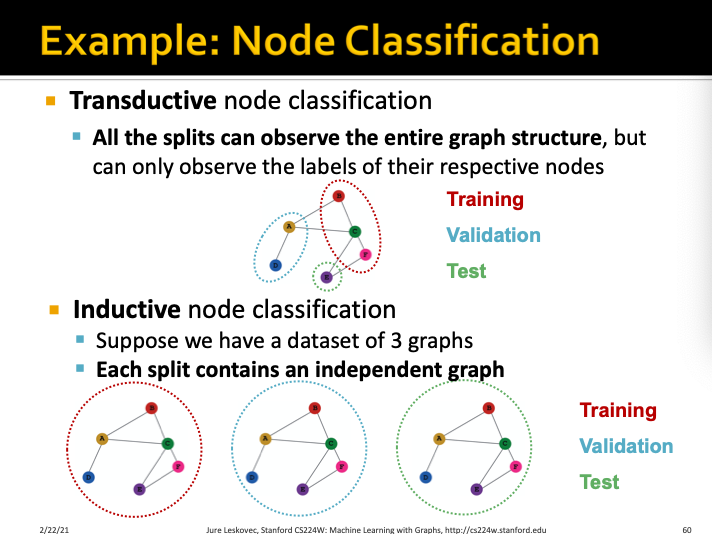 Example: Node Classification
Transductive node classification
All the splits can observe the entire graph structure, but
can only observe the labels of their respective nodes
B
A
C
F
D
E
Training
Validation
Test
Inductive node classification
Suppose we have a dataset of 3 graphs
Each split contains an independent graph
B
A
C
F
D
E
B
A
C
F
D
E
B
A
C
F
D
E
Training
Validation
Test
2/22/21
Jure Leskovec, Stanford CS224W: Machine Learning with Graphs, http://cs224w.stanford.edu
60